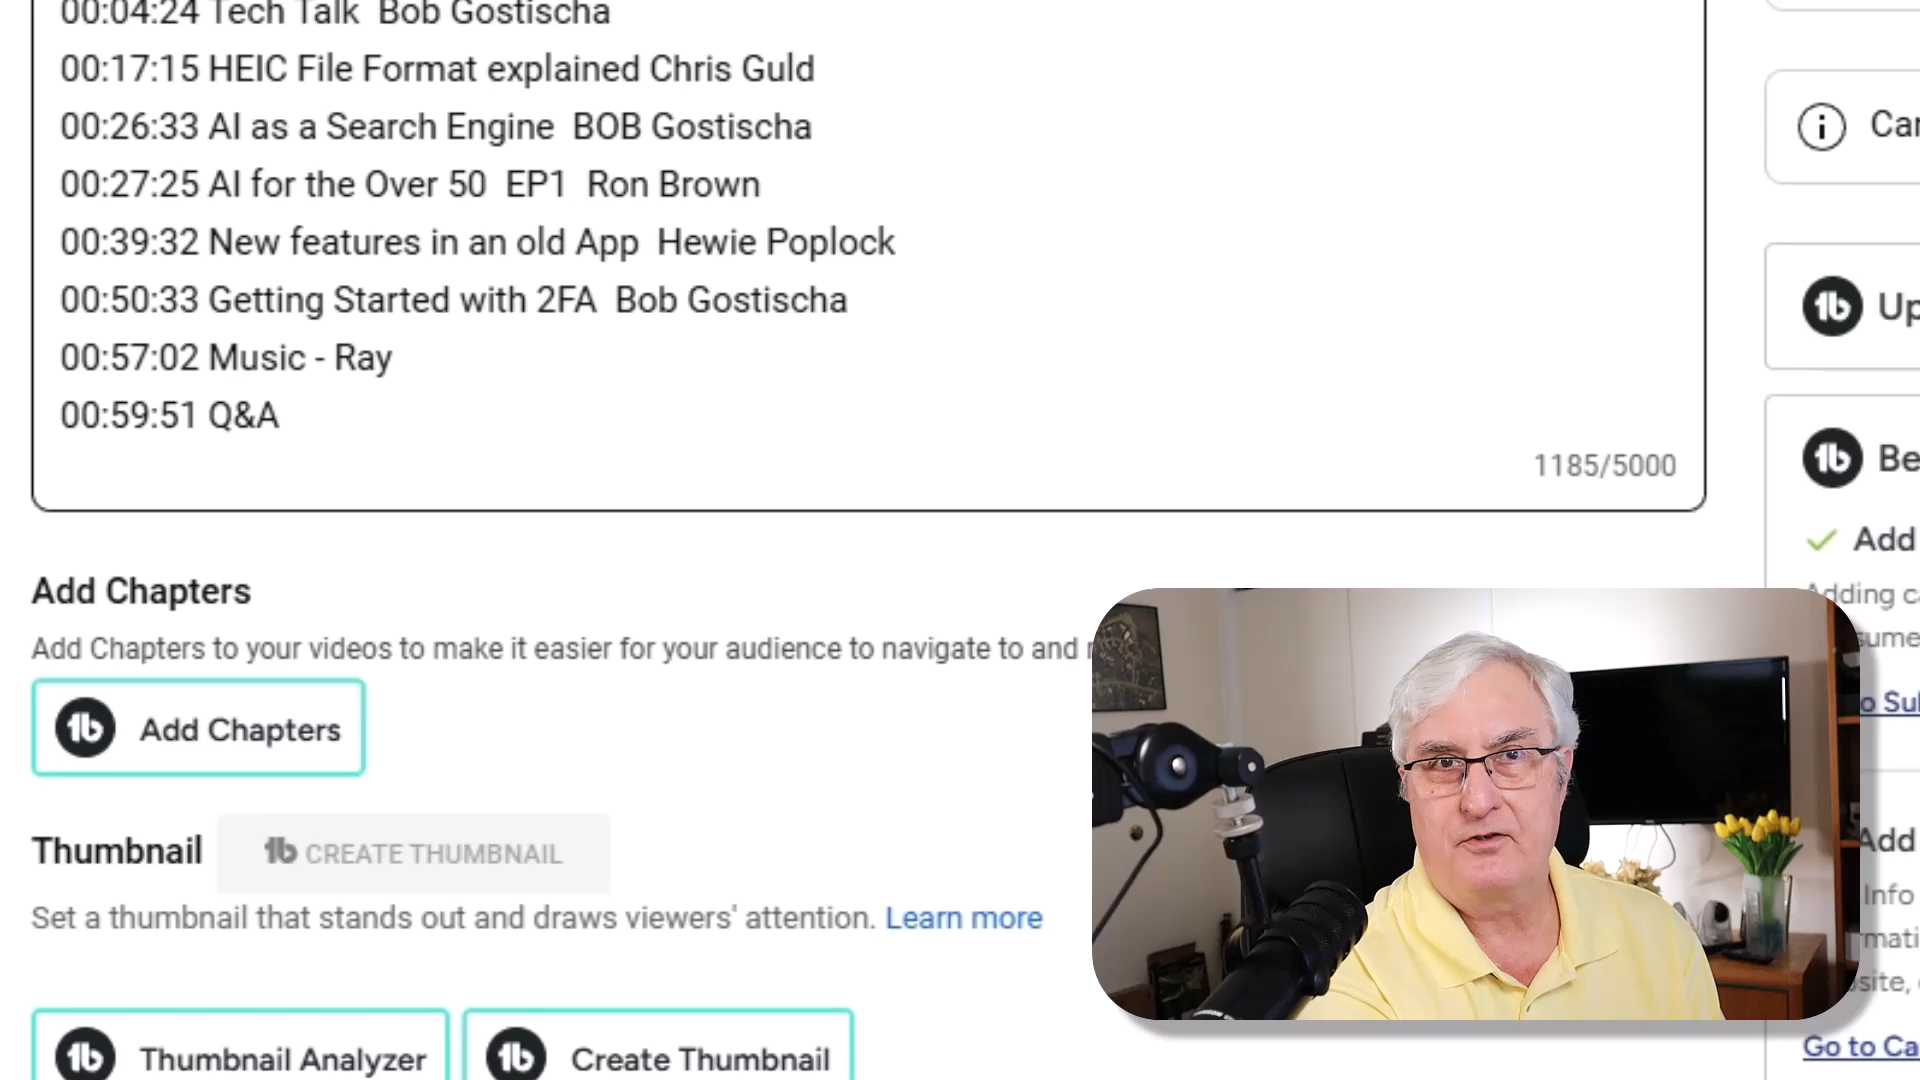 00:04:24 Tech Talk  Bob Gostischa
00:17:15 HEIC File Format explained Chris Guld
00:26:33 AI as a Search Engine  BOB Gostischa
00:27:25 AI for the Over 50  EP1  Ron Brown
00:39:32 New features in an old App  Hewie Poplock
00:50:33 Getting Started with 2FA  Bob Gostischa
00:57:02 Music - Ray
00:59:51 Q&A
1185/5000
Add Chapters
Add Chapters to your videos to make it easier for your audience to navigate to and
Add Chapters
Thumbnail
CREATE THUMBNAIL
Set a thumbnail that stands out and draws viewers' attention. Learn more
Thumbnail Analyzer
Create Thumbnail
Add
Adding
Add
Info
Go to